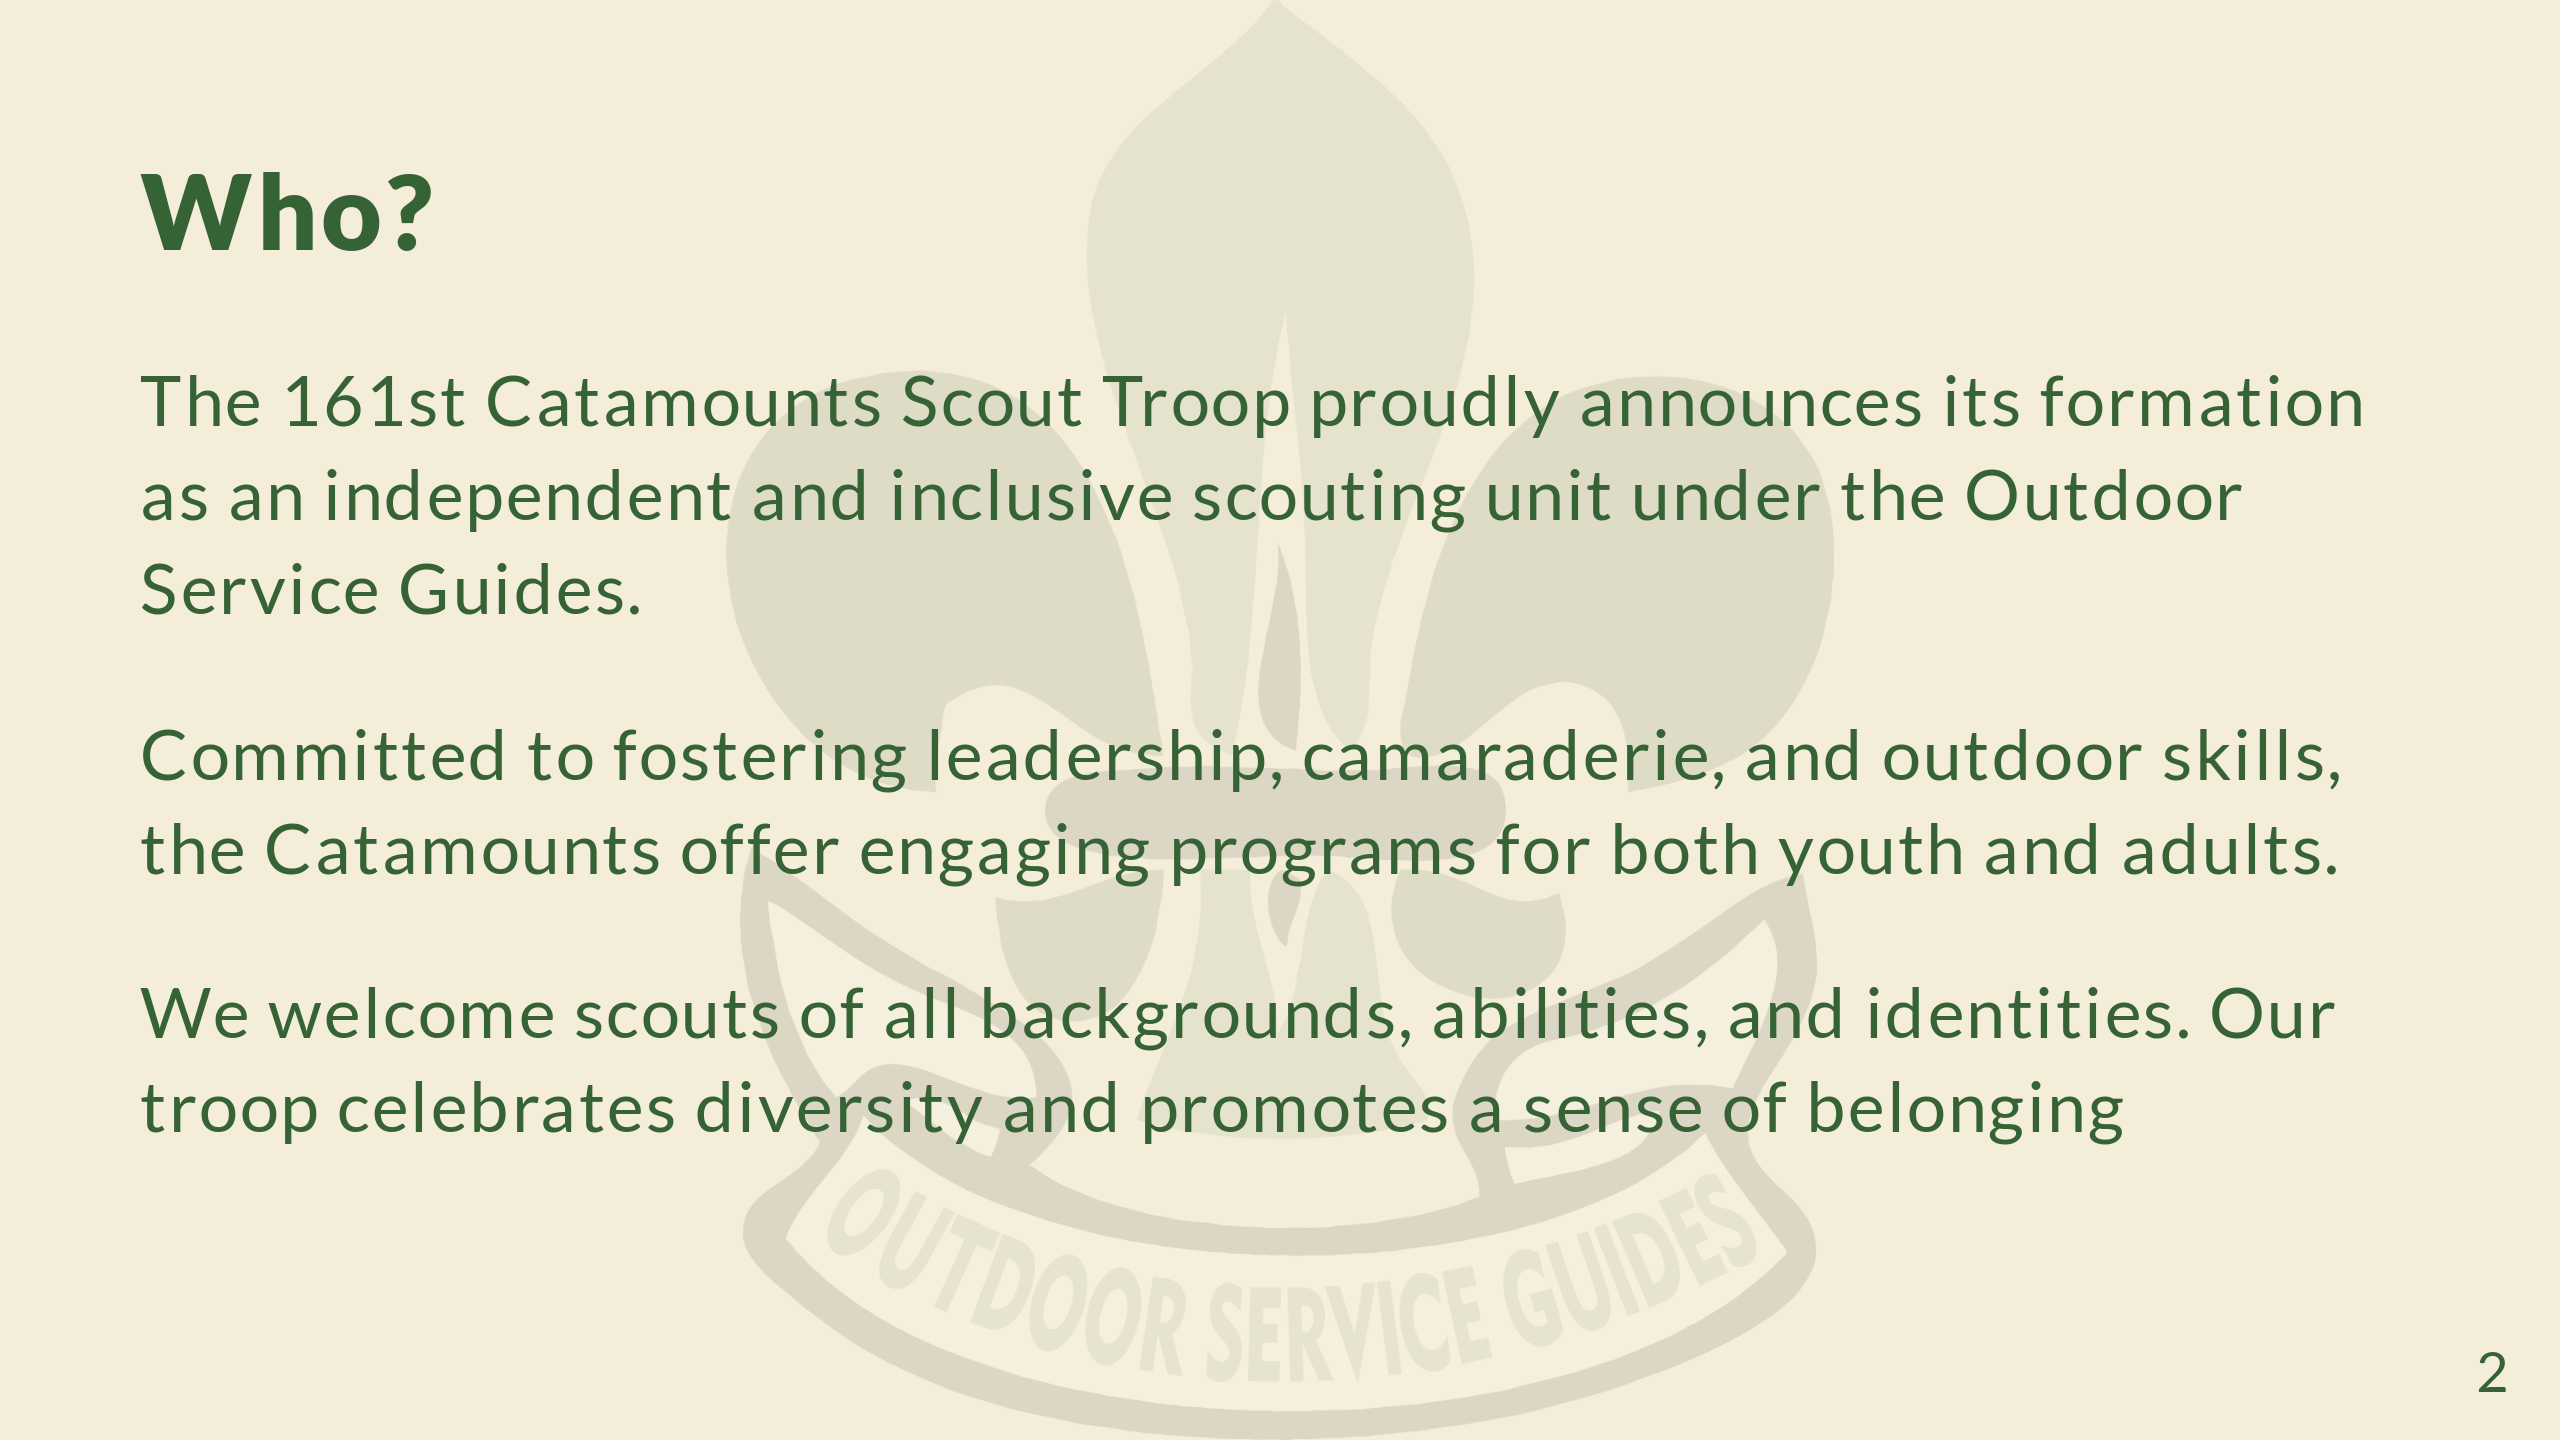 Who?
The 161st Catamounts Scout Troop proudly announces its formation
as an independent and inclusive scouting unit under the Outdoor
Service Guides.
Committed to fostering leadership, camaraderie, and outdoor skills,
the Catamounts offer engaging programs for both youth and adults.
We welcome scouts of all backgrounds, abilities, and identities. Our
troop celebrates diversity and promotes a sense of belonging
OUTDOOR SERVICE GUIDES
2